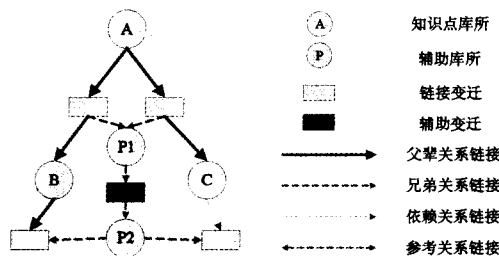 A
P1
B
C
P2
A 知识点库所
P 辅助库所
链接变迁
辅助变迁
父辈关系链接
兄弟关系链接
依赖关系链接
参考关系链接